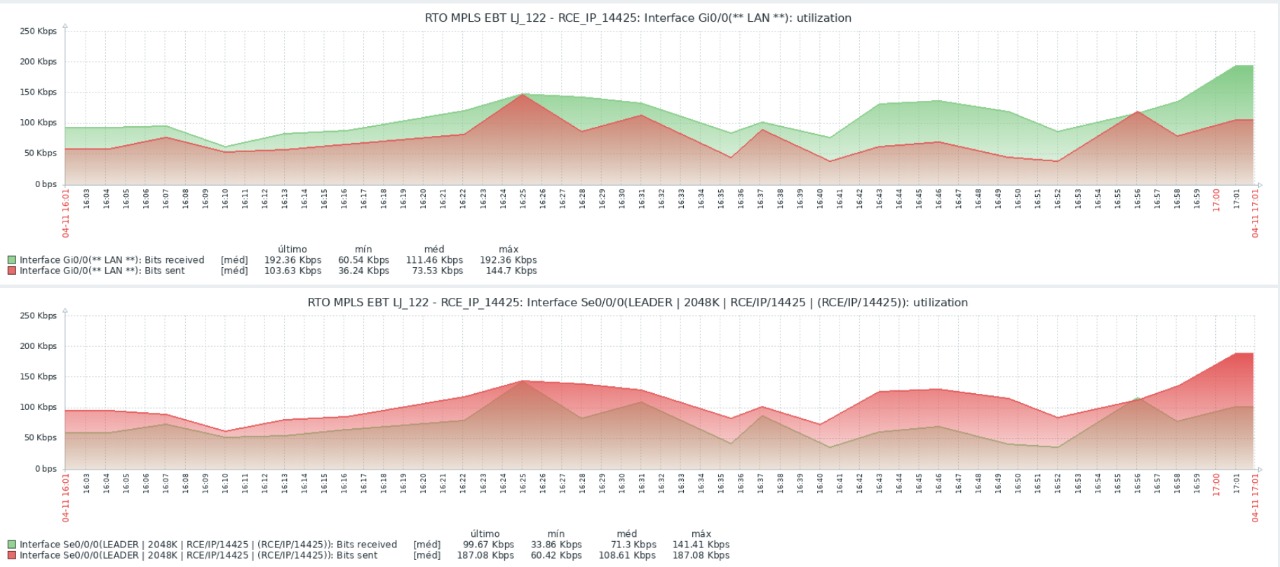 RTO MPLS EBT LJ_122 - RCE_IP_14425: Interface Gi0/0(** LAN **): utilization
250 Kbps
200 Kbps
150 Kbps
100 Kbps
50 Kbps
0 bps
04-11 16:01 16:03 16:04 16:05 16:06 16:07 16:08 16:09 16:10 16:11 16:13 16:14 16:15 16:16 16:17 16:18 16:19 16:20 16:21 16:22 16:24 16:25 16:26 16:27 16:28 16:29 16:30 16:31 16:32 16:33 16:34 16:35 16:36 16:37 16:38 16:39 16:40 16:41 16:42 16:43 16:44 16:45 16:46 16:47 16:49 16:50 16:51 16:52 16:53 16:54 16:55 16:56 16:57 16:58 16:59 17:00 17:01 04-11 17:01
último mín méd máx
Interface Gi0/0(** LAN **): Bits received [méd] 192.36 Kbps 60.54 Kbps 111.46 Kbps 192.36 Kbps
Interface Gi0/0(** LAN **): Bits sent [méd] 103.63 Kbps 36.24 Kbps 73.53 Kbps 144.7 Kbps
RTO MPLS EBT LJ_122 - RCE_IP_14425: Interface Se0/0/0(LEADER | 2048K | RCE/IP/14425 | (RCE/IP/14425)): utilization
250 Kbps
200 Kbps
150 Kbps
100 Kbps
50 Kbps
0 bps
04-11 16:01 16:03 16:04 16:05 16:06 16:07 16:08 16:09 16:10 16:11 16:13 16:14 16:15 16:16 16:17 16:18 16:19 16:20 16:21 16:22 16:24 16:25 16:26 16:27 16:28 16:29 16:30 16:31 16:32 16:33 16:34 16:35 16:36 16:37 16:38 16:39 16:40 16:41 16:42 16:43 16:44 16:45 16:46 16:47 16:49 16:50 16:51 16:52 16:53 16:54 16:55 16:56 16:57 16:58 16:59 17:00 17:01 04-11 17:01
último mín méd máx
Interface Se0/0/0(LEADER | 2048K | RCE/IP/14425 | (RCE/IP/14425)): Bits received [méd] 99.67 Kbps 33.86 Kbps 71.3 Kbps 141.41 Kbps
Interface Se0/0/0(LEADER | 2048K | RCE/IP/14425 | (RCE/IP/14425)): Bits sent [méd] 187.08 Kbps 60.42 Kbps 108.61 Kbps 187.08 Kbps